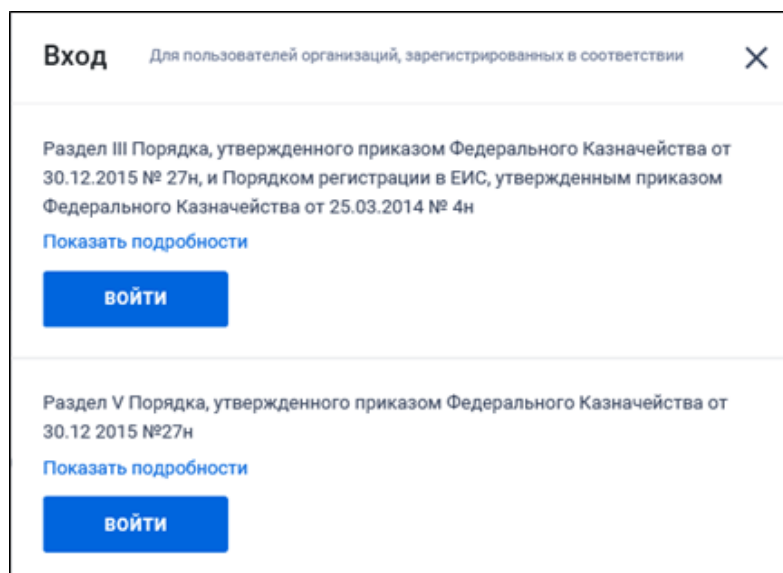 Вход Для пользователей организаций, зарегистрированных в соответствии
Раздел III Порядка, утвержденного приказом Федерального Казначейства от
30.12.2015 № 27н, и Порядком регистрации в ЕИС, утвержденным приказом
Федерального Казначейства от 25.03.2014 № 4н
Показать подробности
ВОЙТИ
Раздел V Порядка, утвержденного приказом Федерального Казначейства от
30.12 2015 №27н
Показать подробности
ВОЙТИ